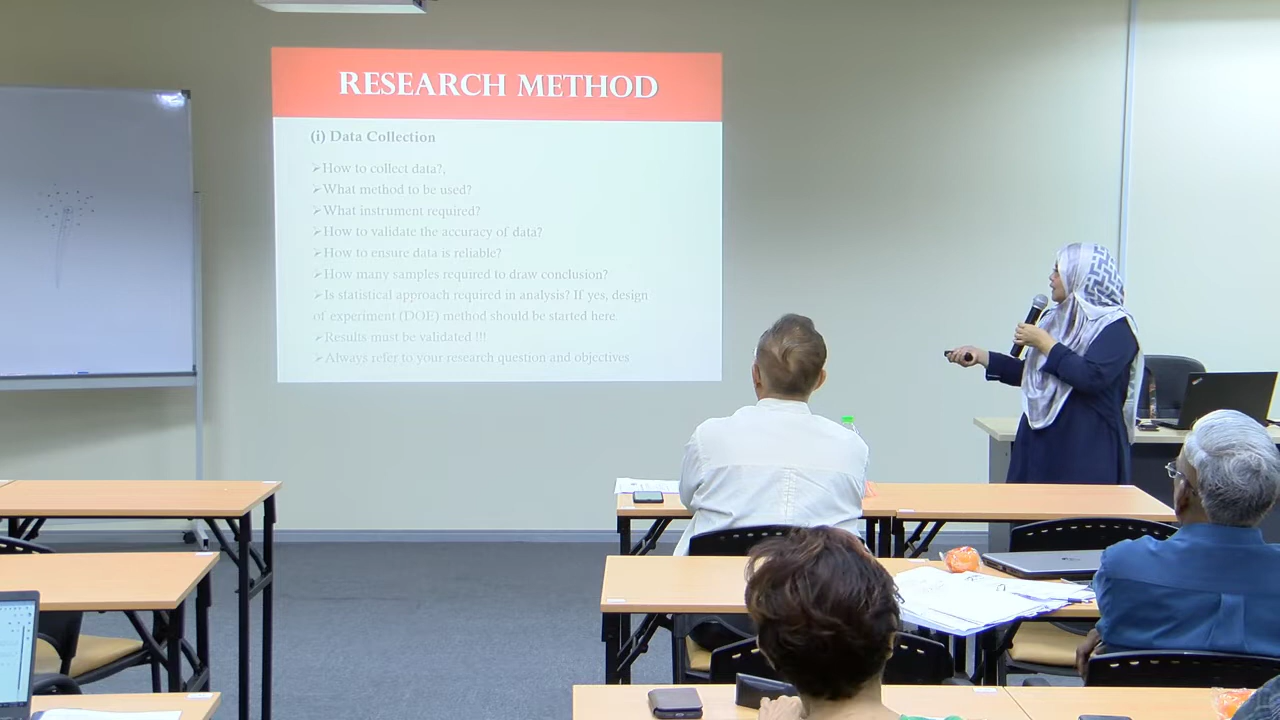 RESEARCH METHOD
(i) Data Collection
➢How to collect data?,
➢What method to be used?
➢What instrument required?
➢How to validate the accuracy of data?
➢How to ensure data is reliable?
➢How many samples required to draw conclusion?
➢Is statistical approach required in analysis? If yes, design
of expriment (DOE) method should be started here.
➢Results must be validated !!!
➢Always refer to your research question and objectives